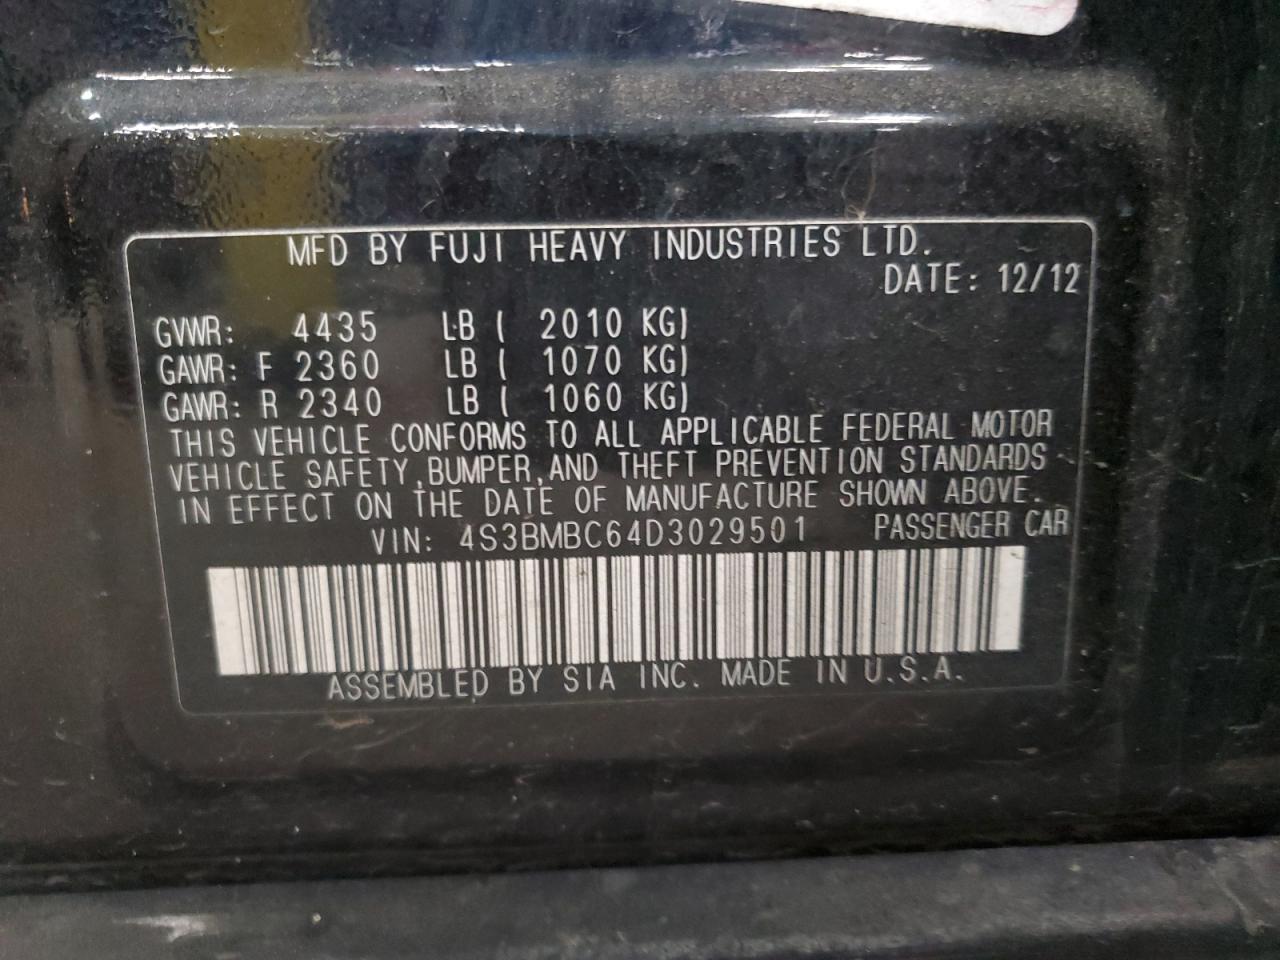 MFD BY FUJI HEAVY INDUSTRIES LTD.
DATE: 12/12
GVWR: 4435 LB ( 2010 KG)
GAWR: F 2360 LB ( 1070 KG)
GAWR: R 2340 LB ( 1060 KG)
THIS VEHICLE CONFORMS TO ALL APPLICABLE FEDERAL MOTOR
VEHICLE SAFETY,BUMPER,AND THEFT PREVENTION STANDARDS
IN EFFECT ON THE DATE OF MANUFACTURE SHOWN ABOVE.
VIN: 4S3BMBC64D3029501 PASSENGER CAR
ASSEMBLED BY SIA INC. MADE IN U.S.A.